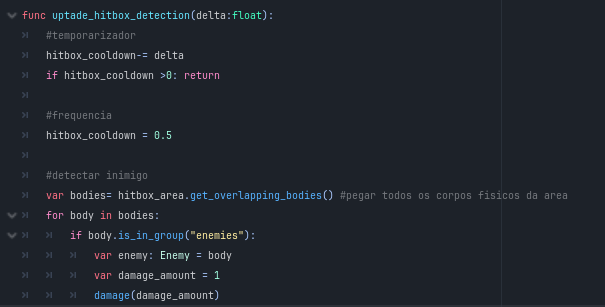 func uptade_hitbox_detection(delta:float):
#temporarizador
hitbox_cooldown-= delta
if hitbox_cooldown >0: return
#frequencia
hitbox_cooldown = 0.5
#detectar inimigo
var bodies= hitbox_area.get_overlapping_bodies() #pegar todos os corpos fisicos da area
for body in bodies:
if body.is_in_group("enemies"):
var enemy: Enemy = body
var damage_amount = 1
damage(damage_amount)